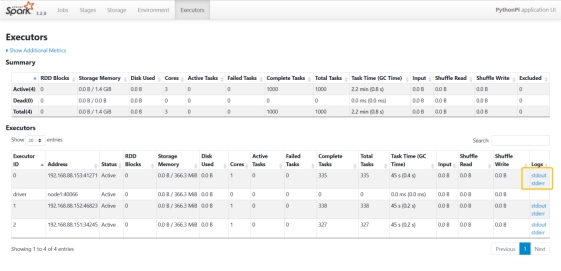 Spark 3.2.0 Jobs Stages Storage Environment Executors PythonPi application UI
Executors
Show Additional Metrics
Summary
RDD Blocks Storage Memory Disk Used Cores Active Tasks Failed Tasks Complete Tasks Total Tasks Task Time (GC Time) Input Shuffle Read Shuffle Write Excluded
Active(4) 0 0.0 B / 1.4 GiB 0.0 B 3 0 0 1000 1000 2.2 min (0.8 s) 0.0 B 0.0 B 0.0 B 0
Dead(0) 0 0.0 B / 0.0 B 0.0 B 0 0 0 0 0 0.0 ms (0.0 ms) 0.0 B 0.0 B 0.0 B 0
Total(4) 0 0.0 B / 1.4 GiB 0.0 B 3 0 0 1000 1000 2.2 min (0.8 s) 0.0 B 0.0 B 0.0 B 0
Executors
Show 20 entries Search:
Executor ID Address Status RDD Blocks Storage Memory Disk Used Cores Active Tasks Failed Tasks Complete Tasks Total Tasks Task Time (GC Time) Input Shuffle Read Shuffle Write Logs
0 192.168.88.153:41271 Active 0 0.0 B / 366.3 MiB 0.0 B 1 0 0 335 335 45 s (0.4 s) 0.0 B 0.0 B 0.0 B stdout
stderr
driver node1:40066 Active 0 0.0 B / 366.3 MiB 0.0 B 0 0 0 0 0 0.0 ms (0.0 ms) 0.0 B 0.0 B 0.0 B
1 192.168.88.152:46823 Active 0 0.0 B / 366.3 MiB 0.0 B 1 0 0 338 338 45 s (0.2 s) 0.0 B 0.0 B 0.0 B stdout
stderr
2 192.168.88.151:34245 Active 0 0.0 B / 366.3 MiB 0.0 B 1 0 0 327 327 45 s (0.2 s) 0.0 B 0.0 B 0.0 B stdout
stderr
Showing 1 to 4 of 4 entries Previous 1 Next